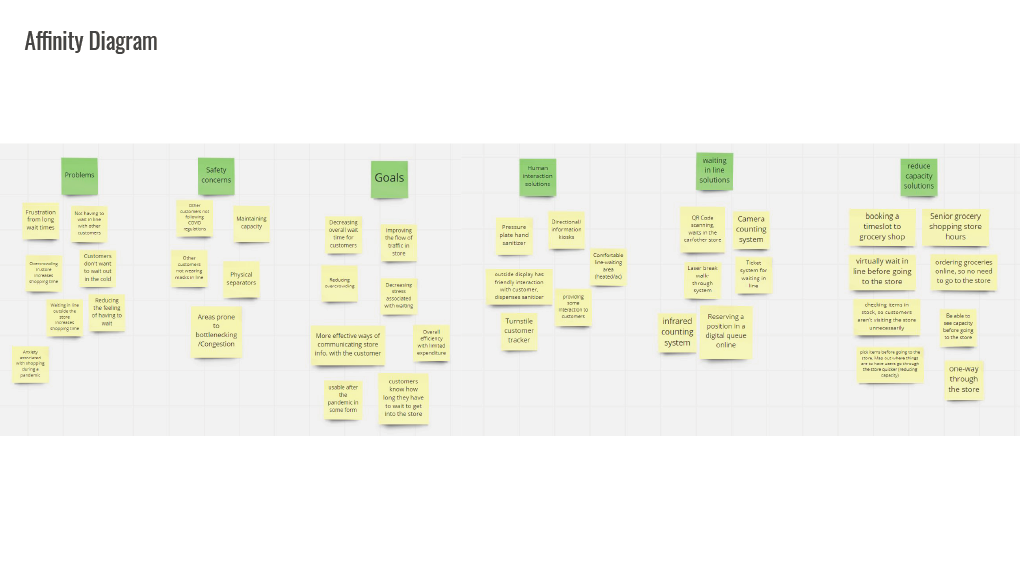 Affinity Diagram
Problems
Frustration
from long
wait times
Not having to
wait in line
with other
customers
Overcrowding
in store
increases
shopping time
Customers
don't want
to wait out
in the cold
Waiting in line
outside the
store
increases
shopping time
Reducing
the feeling
of having to
wait
Anxiety
associated
with shopping
during a
pandemic
Safety
concerns
Other
customers not
following
COVID
regulations
Maintaining
capacity
Other
customers
not wearing
masks in line
Physical
separators
Areas prone
to
bottlenecking
/Congestion
Goals
Decreasing
overall wait
time for
customers
Improving
the flow of
traffic in
store
Reducing
overcrowding
Decreasing
stress
associated
with waiting
More effective ways of
communicating store
info. with the customer
Overall
efficiency
with limited
expenditure
usable after
the
pandemic in
some form
customers
know how
long they have
to wait to get
into the store
Human
interaction
solutions
Pressure
plate hand
sanitizer
Directional/
information
kiosks
Comfortable
line-waiting
area
(heated/ac)
outside display has
friendly interaction
with customer,
dispenses sanitizer
providing
some
interaction to
customers
Turnstile
customer
tracker
waiting
in line
solutions
QR Code
scanning,
waits in the
car/other store
Camera
counting
system
Laser break
walk-
through
system
Ticket
system for
waiting in
line
infrared
counting
system
Reserving a
position in a
digital queue
online
reduce
capacity
solutions
booking a
timeslot to
grocery shop
Senior grocery
shopping store
hours
virtually wait in
line before going
to the store
ordering groceries
online, so no need
to go to the store
checking items in
stock, so customers
aren't visiting the store
unnecessarily
Be able to
see capacity
before going
to the store
pick items before going to the
store. Map out where things
are so have users go through
the store quicker (reducing
capacity)
one-way
through
the store